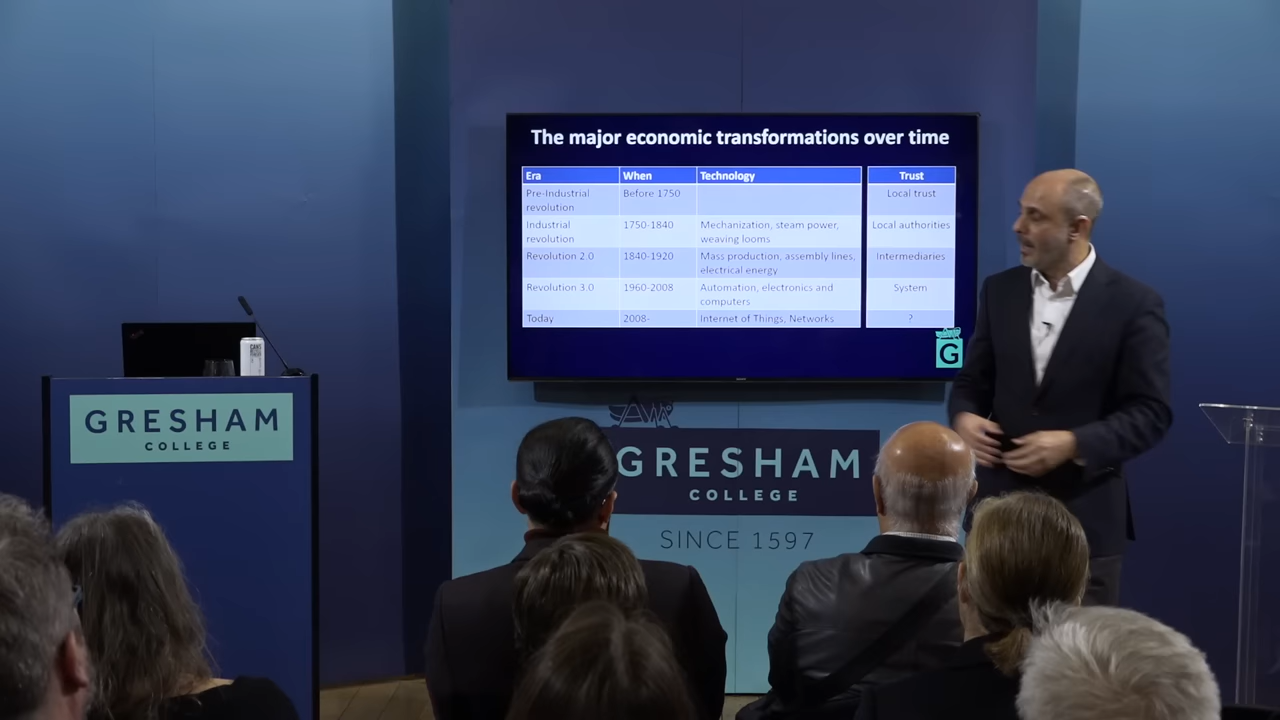 The major economic transformations over time
Era When Technology Trust
Pre-Industrial revolution Before 1750 Local trust
Industrial revolution 1750-1840 Mechanization, steam power, weaving looms Local authorities
Revolution 2.0 1840-1920 Mass production, assembly lines, electrical energy Intermediaries
Revolution 3.0 1960-2008 Automation, electronics and computers System
Today 2008- Internet of Things, Networks ?
G
GRESHAM
COLLEGE
GRESHAM
COLLEGE
SINCE 1597